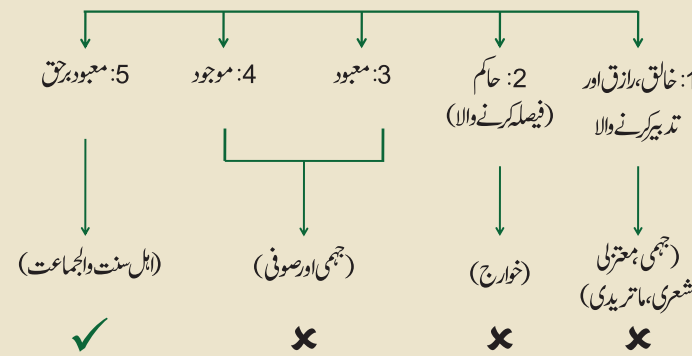 1: خالق،رازق اور
تدبیر کرنے والا
2: حاکم
(فیصلہ کرنے والا)
3: معبود
4: موجود
5: معبود برحق
(جہمی، معتزلی
شعری، ماتریدی)
(خوارج)
(جہمی اور صوفی)
(اہل سنت والجماعت)